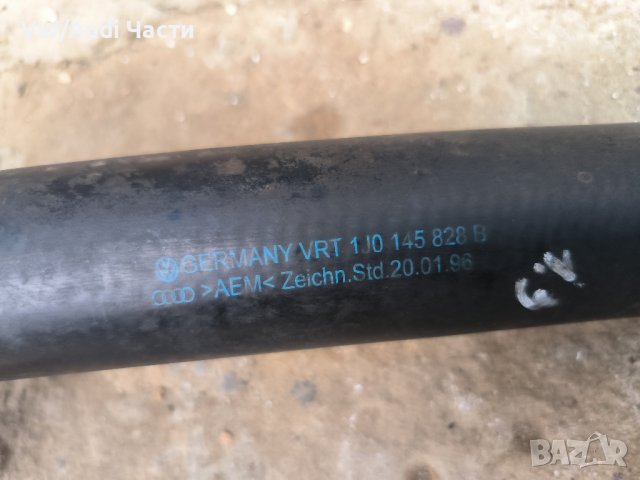 VW/Audi Части
GERMANY VRT 1J0 145 828 B
>AEM< Zeichn.Std.20.01.96
BAZAR